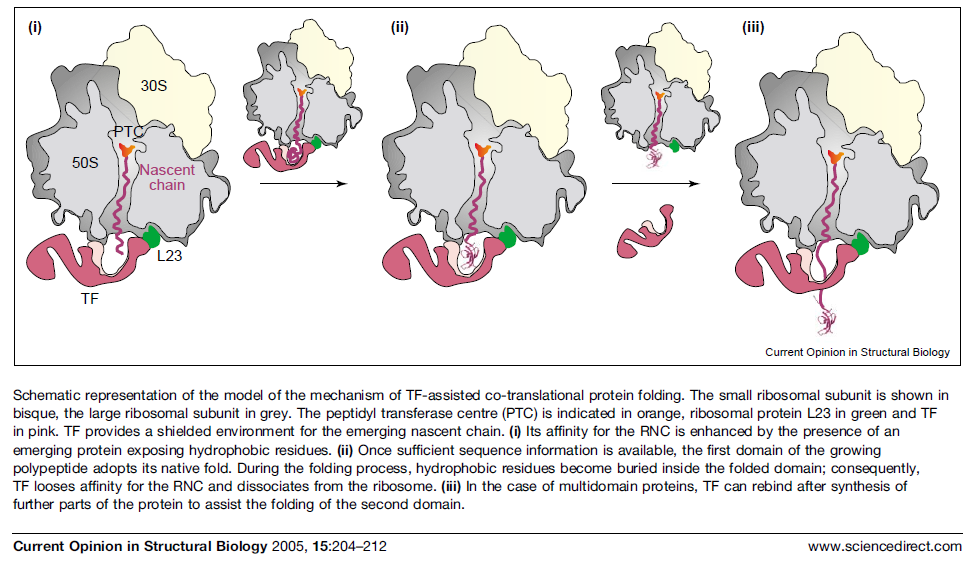 (i)
(ii)
(iii)
30S
PTC
50S
Nascent
chain
L23
TF
Current Opinion in Structural Biology
Schematic representation of the model of the mechanism of TF-assisted co-translational protein folding. The small ribosomal subunit is shown in
bisque, the large ribosomal subunit in grey. The peptidyl transferase centre (PTC) is indicated in orange, ribosomal protein L23 in green and TF
in pink. TF provides a shielded environment for the emerging nascent chain. (i) Its affinity for the RNC is enhanced by the presence of an
emerging protein exposing hydrophobic residues. (ii) Once sufficient sequence information is available, the first domain of the growing
polypeptide adopts its native fold. During the folding process, hydrophobic residues become buried inside the folded domain; consequently,
TF looses affinity for the RNC and dissociates from the ribosome. (iii) In the case of multidomain proteins, TF can rebind after synthesis of
further parts of the protein to assist the folding of the second domain.
Current Opinion in Structural Biology 2005, 15:204–212
www.sciencedirect.com